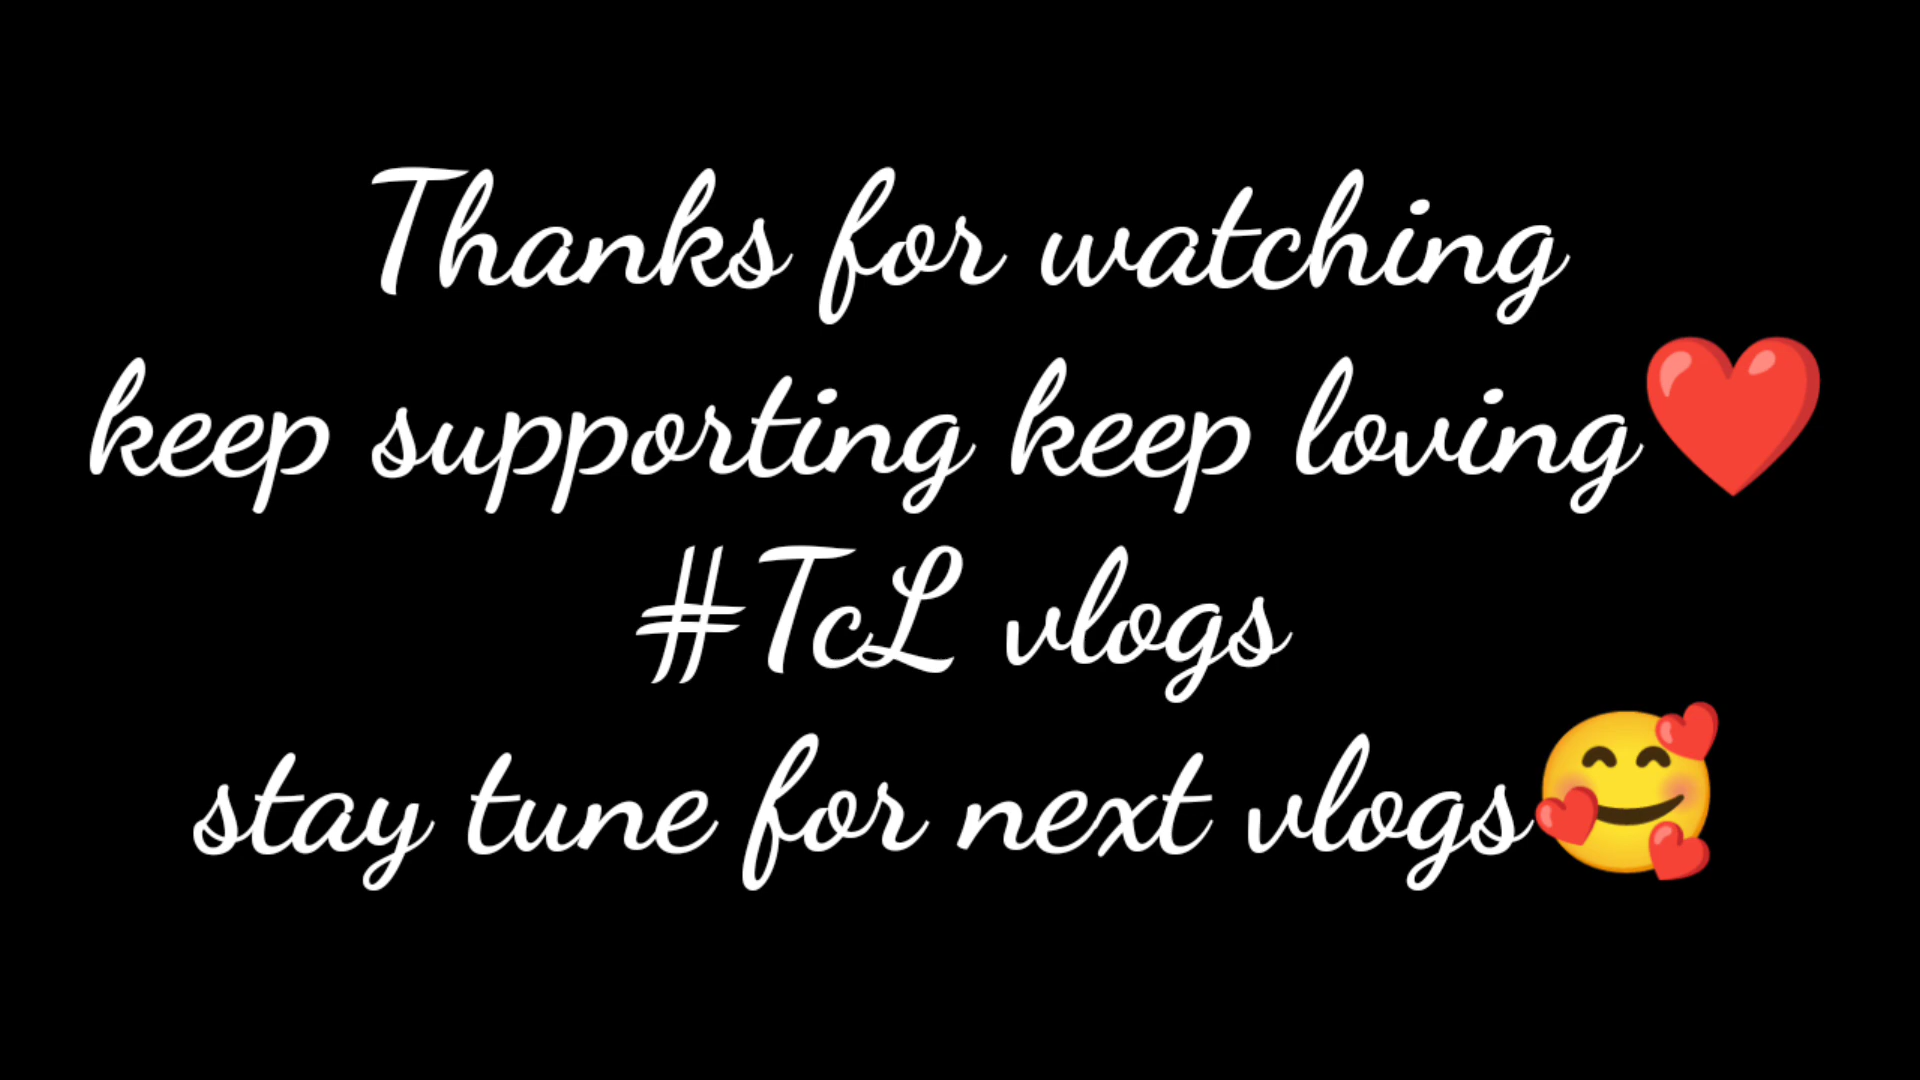 Thanks for watching
keep supporting keep loving❤️
#TcL vlogs
stay tune for next vlogs🥰